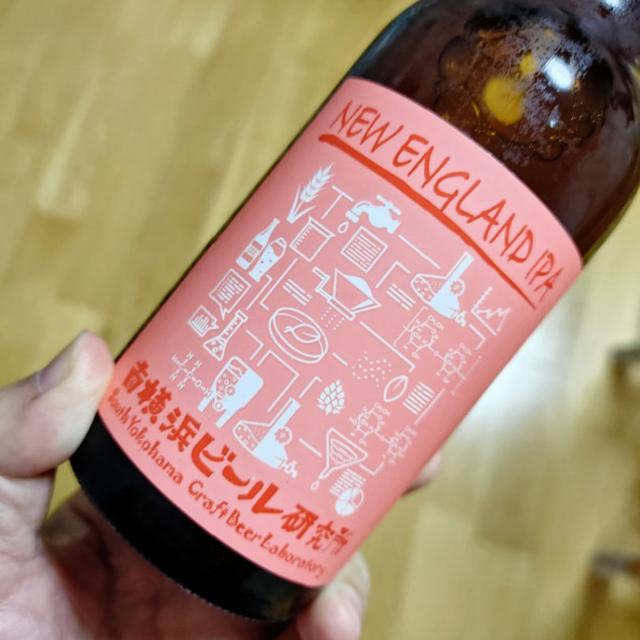 NEW ENGLAND IPA
南横浜ビール研究所
South Yokohama Craft Beer Laboratory